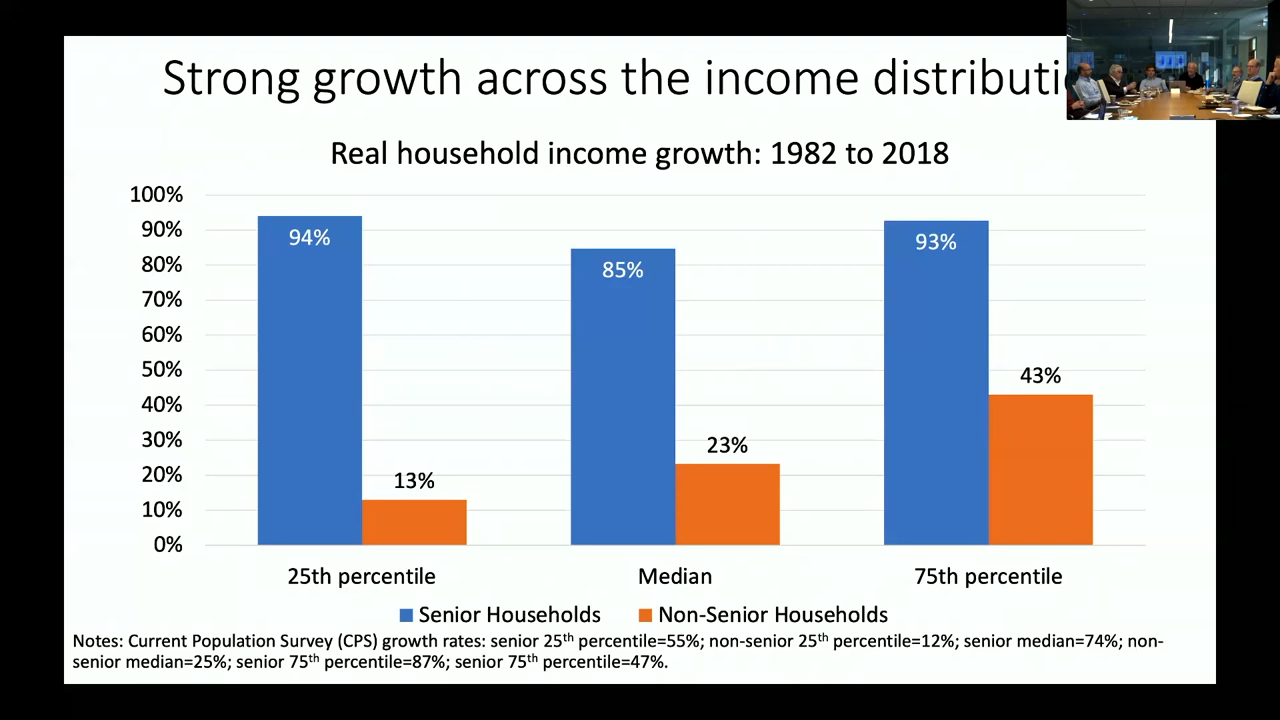 Strong growth across the income distributi
Real household income growth: 1982 to 2018
100%
90%
80%
70%
60%
50%
40%
30%
20%
10%
0%
94%
13%
85%
23%
93%
43%
25th percentile
Median
75th percentile
Senior Households
Non-Senior Households
Notes: Current Population Survey (CPS) growth rates: senior 25th percentile=55%; non-senior 25th percentile=12%; senior median=74%; non-
senior median=25%; senior 75th percentile=87%; senior 75th percentile=47%.